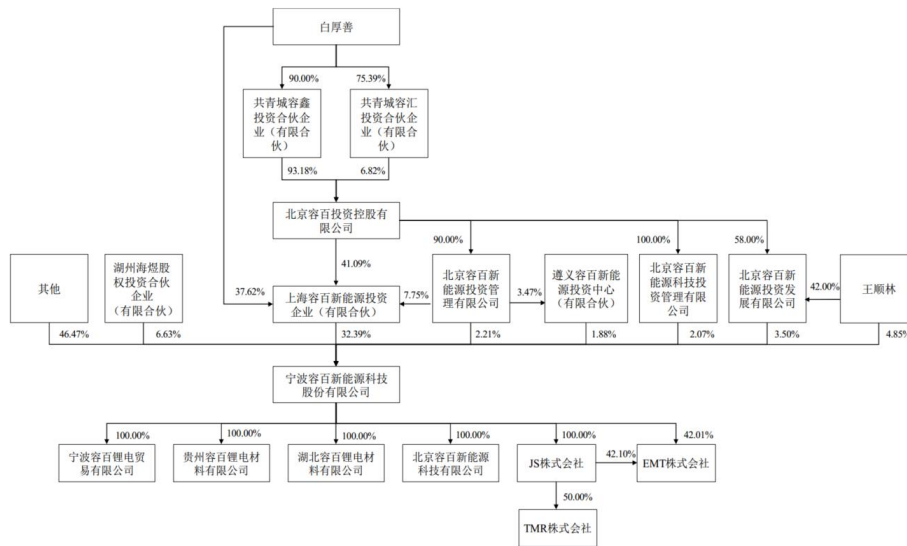 白厚善
90.00%
75.39%
共青城容鑫
投资合伙企
业（有限合
伙）
共青城容汇
投资合伙企
业（有限合
伙）
93.18%
6.82%
北京容百投资控股有
限公司
90.00%
100.00%
58.00%
41.09%
其他
湖州海煜股
权投资合伙
企业
（有限合伙）
37.62%
上海容百新能源投资
企业（有限合伙）
7.75%
北京容百新
能源投资管
理有限公司
3.47%
遵义容百新能
源投资中心
（有限合伙）
北京容百新
能源科技投
资管理有限
公司
北京容百新
能源投资发
展有限公司
42.00%
王顺林
46.47%
6.63%
32.39%
2.21%
1.88%
2.07%
3.50%
4.85%
宁波容百新能源科技
股份有限公司
100.00%
100.00%
100.00%
100.00%
100.00%
42.01%
宁波容百锂电贸
易有限公司
贵州容百锂电材
料有限公司
湖北容百锂电材
料有限公司
北京容百新能源
科技有限公司
JS株式会社
42.10%
EMT株式会社
50.00%
TMR株式会社